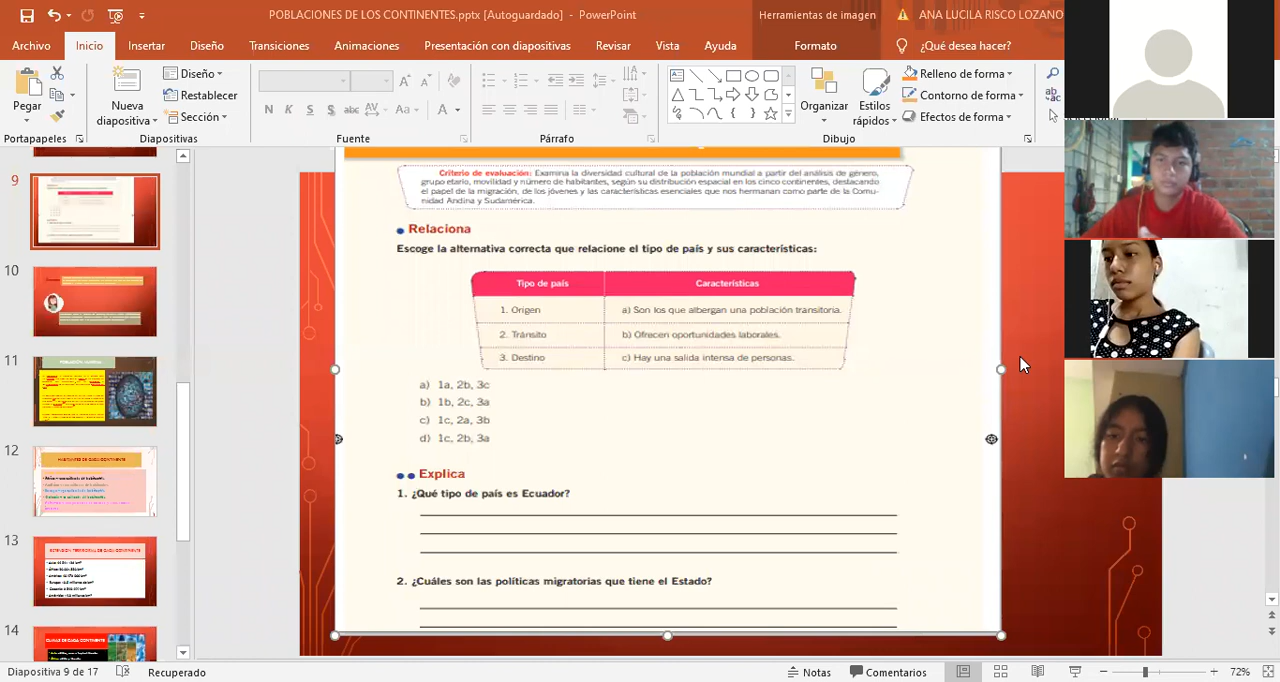 POBLACIONES DE LOS CONTINENTES.pptx [Autoguardado] - PowerPoint
Herramientas de imagen
ANA LUCILA RISCO LOZANO
Archivo Inicio Insertar Diseño Transiciones Animaciones Presentación con diapositivas Revisar Vista Ayuda Formato ¿Qué desea hacer?
Pegar
Nueva diapositiva
Diseño
Restablecer
Sección
N K S S abc AV Aa A
Organizar
Estilos rápidos
Relleno de forma
Contorno de forma
Efectos de forma
Portapapeles Diapositivas Fuente Párrafo Dibujo
9
10
11
12
13
14
Criterio de evaluación: Examina la diversidad cultural de la población mundial a partir del análisis de género,
grupo etario, movilidad y número de habitantes, según su distribución espacial en los cinco continentes, destacando
el papel de la migración, de los jóvenes y las características esenciales que nos hermanan como parte de la Comu-
nidad Andina y Sudamérica.
Relaciona
Escoge la alternativa correcta que relacione el tipo de país y sus características:
Tipo de país Características
1. Origen a) Son los que albergan una población transitoria.
2. Tránsito b) Ofrecen oportunidades laborales.
3. Destino c) Hay una salida intensa de personas.
a) 1a, 2b, 3c
b) 1b, 2c, 3a
c) 1c, 2a, 3b
d) 1c, 2b, 3a
Explica
1. ¿Qué tipo de país es Ecuador?
2. ¿Cuáles son las políticas migratorias que tiene el Estado?
Diapositiva 9 de 17 Recuperado Notas Comentarios 72%